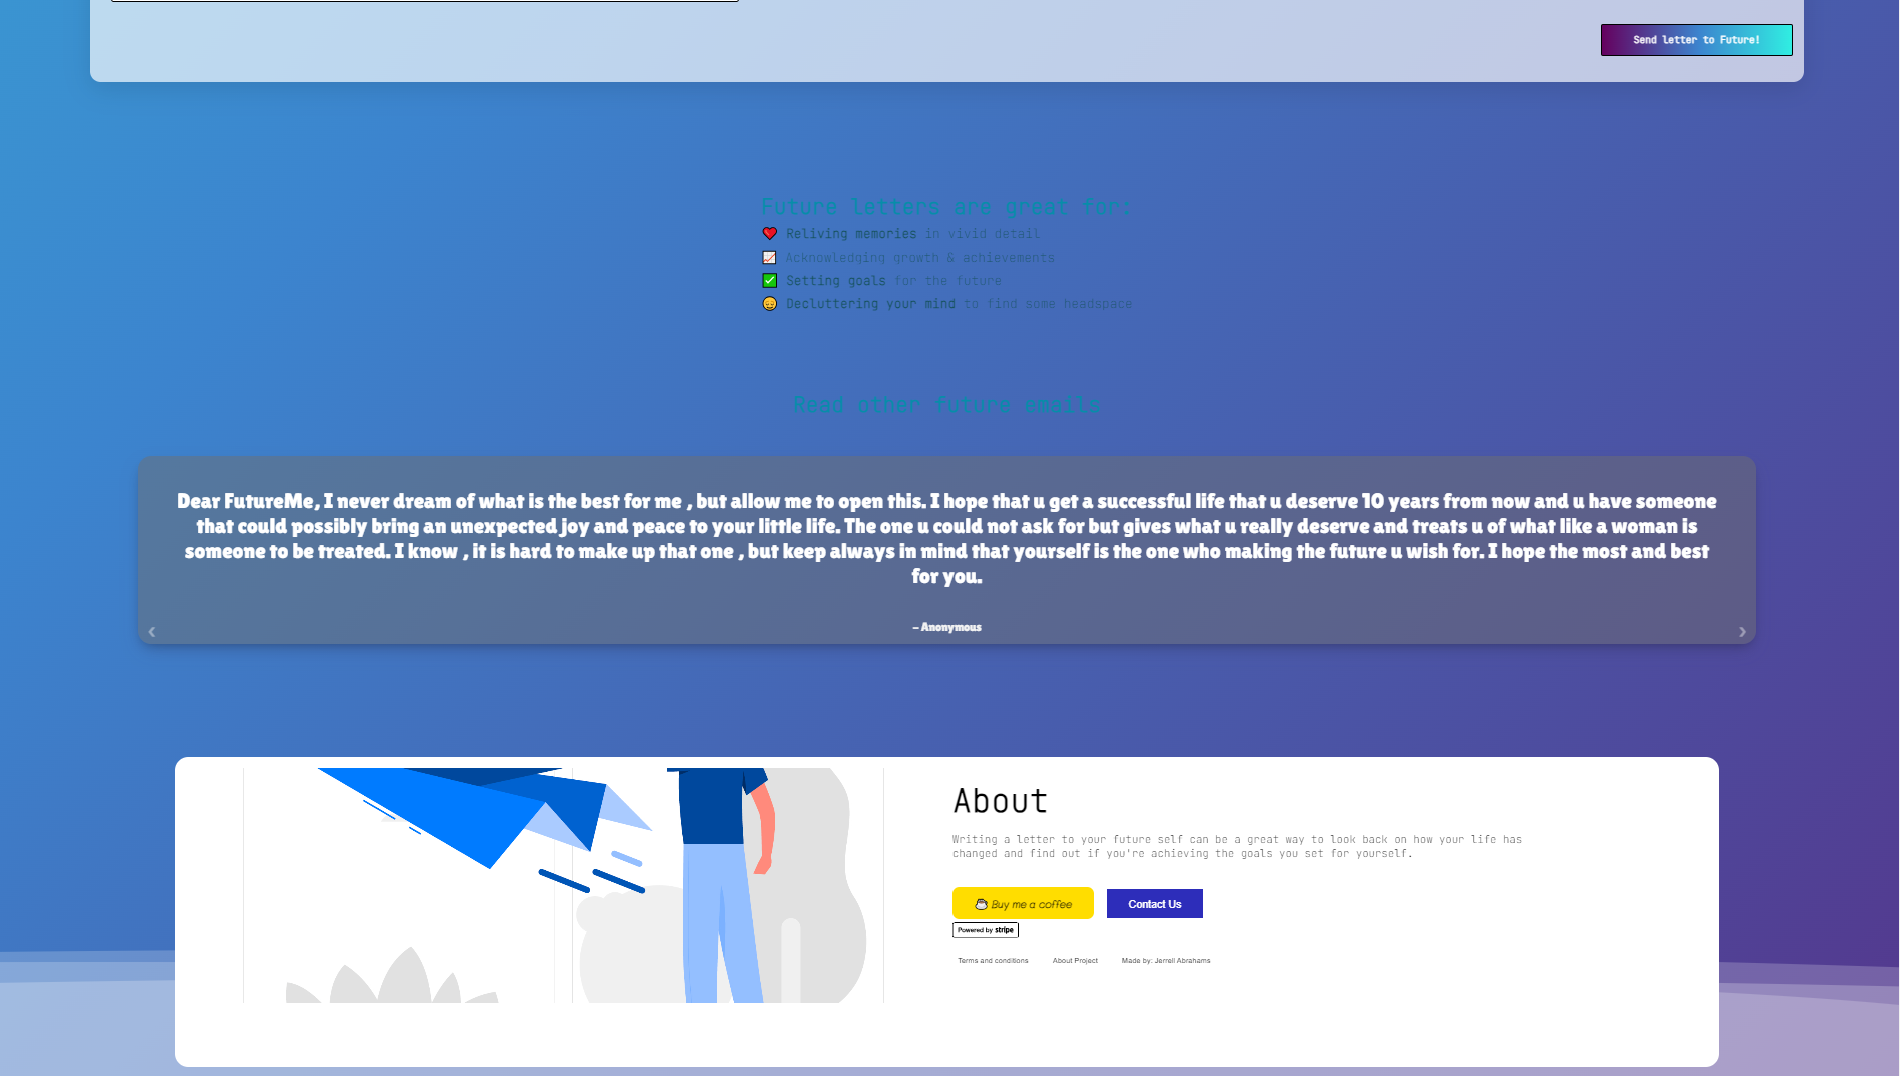 Send letter to Future!
Future letters are great for:
❤️ Reliving memories in vivid detail
📈 Acknowledging growth & achievements
✅ Setting goals for the future
😌 Decluttering your mind to find some headspace
Read other future emails
Dear FutureMe, I never dream of what is the best for me , but allow me to open this. I hope that u get a successful life that u deserve 10 years from now and u have someone
that could possibly bring an unexpected joy and peace to your little life. The one u could not ask for but gives what u really deserve and treats u of what like a woman is
someone to be treated. I know , it is hard to make up that one , but keep always in mind that yourself is the one who making the future u wish for. I hope the most and best
for you.
– Anonymous
‹ ›
About
Writing a letter to your future self can be a great way to look back on how your life has
changed and find out if you're achieving the goals you set for yourself.
Buy me a coffee Contact Us
Powered by stripe
Terms and conditions About Project Made by: Jerrell Abrahams